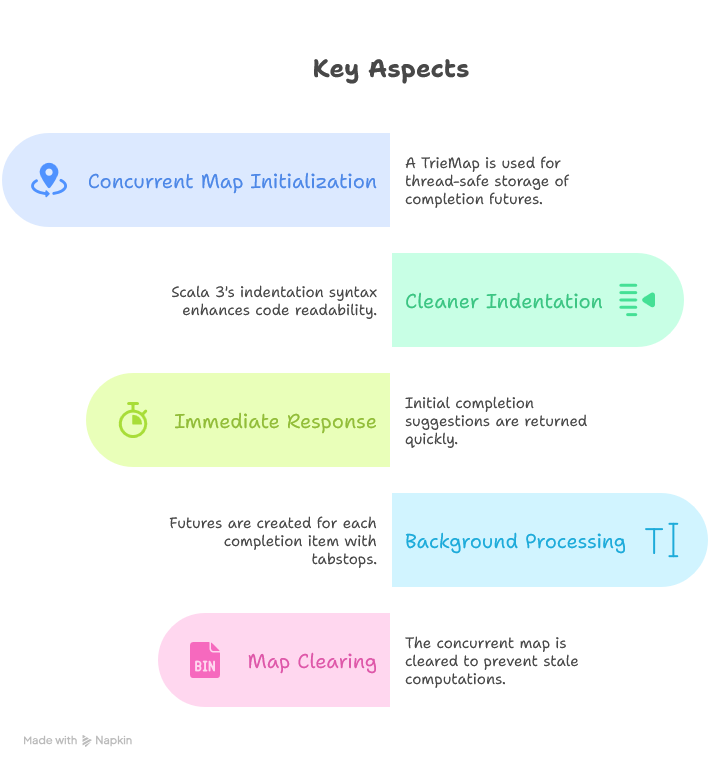 Key Aspects
Concurrent Map Initialization
A TrieMap is used for
thread-safe storage of
completion futures.
Scala 3's indentation syntax
enhances code readability.
Cleaner Indentation
Immediate Response
Initial completion
suggestions are returned
quickly.
Futures are created for each
completion item with
tabstops.
Background Processing
BIN
Map Clearing
The concurrent map is
cleared to prevent stale
computations.
Made with Napkin